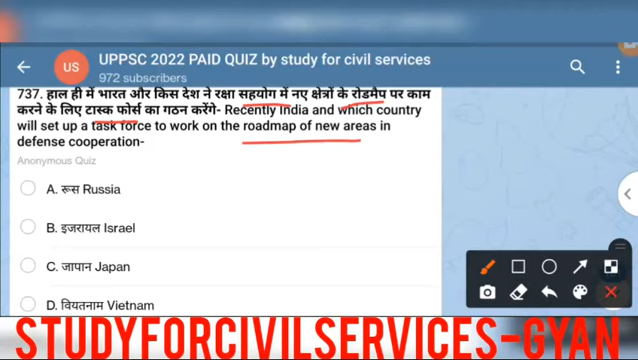 UPPSC 2022 PAID QUIZ by study for civil services
US
972 subscribers
737. हाल ही में भारत और किस देश ने रक्षा सहयोग में नए क्षेत्रों के रोडमैप पर काम
करने के लिए टास्क फोर्स का गठन करेंगे- Recently India and which country
will set up a task force to work on the roadmap of new areas in
defense cooperation-
Anonymous Quiz
A. रूस Russia
B. इजरायल Israel
C. जापान Japan
D. वियतनाम Vietnam
STUDYFORCIVILSERVICES-GYAN